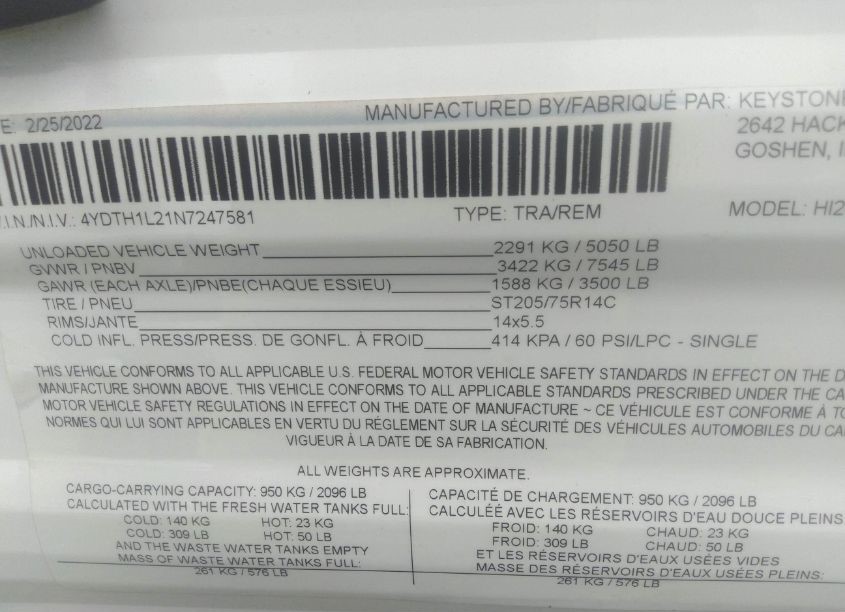 E: 2/25/2022
MANUFACTURED BY/FABRIQUÉ PAR: KEYSTONE
2642 HACK
GOSHEN, I
V.I.N./N.I.V.: 4YDTH1L21N7247581
TYPE: TRA/REM
MODEL: HI2
UNLOADED VEHICLE WEIGHT 2291 KG / 5050 LB
GVWR / PNBV 3422 KG / 7545 LB
GAWR (EACH AXLE)/PNBE(CHAQUE ESSIEU) 1588 KG / 3500 LB
TIRE / PNEU ST205/75R14C
RIMS/JANTE 14x5.5
COLD INFL. PRESS/PRESS. DE GONFL. À FROID 414 KPA / 60 PSI/LPC - SINGLE
THIS VEHICLE CONFORMS TO ALL APPLICABLE U.S. FEDERAL MOTOR VEHICLE SAFETY STANDARDS IN EFFECT ON THE D
MANUFACTURE SHOWN ABOVE. THIS VEHICLE CONFORMS TO ALL APPLICABLE STANDARDS PRESCRIBED UNDER THE CA
MOTOR VEHICLE SAFETY REGULATIONS IN EFFECT ON THE DATE OF MANUFACTURE ~ CE VÉHICULE EST CONFORME À TO
NORMES QUI LUI SONT APPLICABLES EN VERTU DU RÉGLEMENT SUR LA SÉCURITÉ DES VÉHICULES AUTOMOBILES DU CA
VIGUEUR À LA DATE DE SA FABRICATION.
ALL WEIGHTS ARE APPROXIMATE.
CARGO-CARRYING CAPACITY: 950 KG / 2096 LB
CALCULATED WITH THE FRESH WATER TANKS FULL:
COLD: 140 KG HOT: 23 KG
COLD: 309 LB HOT: 50 LB
AND THE WASTE WATER TANKS EMPTY
MASS OF WASTE WATER TANKS FULL:
261 KG / 576 LB
CAPACITÉ DE CHARGEMENT: 950 KG / 2096 LB
CALCULÉE AVEC LES RÉSERVOIRS D'EAU DOUCE PLEINS
FROID: 140 KG CHAUD: 23 KG
FROID: 309 LB CHAUD: 50 LB
ET LES RÉSERVOIRS D'EAUX USÉES VIDES
MASSE DES RÉSERVOIRS D'EAUX USÉES PLEINS:
261 KG / 576 LB